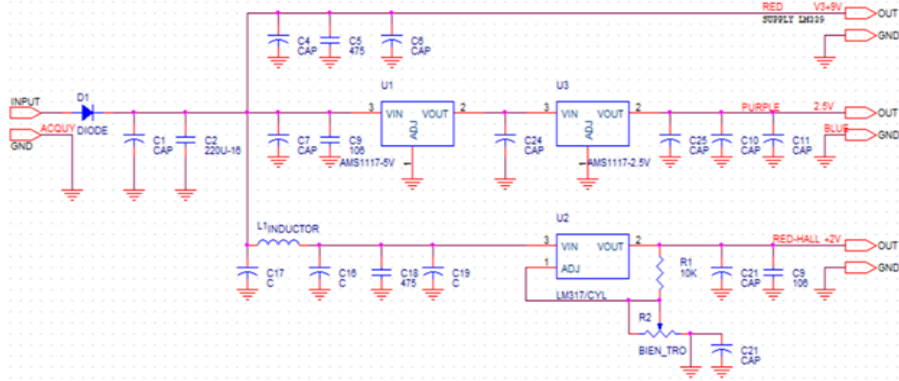 RED V3+9V OUT
SUPPLY LM339
GND
C4
CAP
C5
475
C6
CAP
INPUT
D1
DIODE
ACQUY
GND
C1
CAP
C2
220U-16
C7
CAP
C9
106
U1
3 VIN VOUT 2
ADJ
1
AMS1117-5V
C24
CAP
U3
3 VIN VOUT 2
ADJ
1
AMS1117-2.5V
PURPLE 2.5V OUT
BLUE GND
C25
CAP
C10
CAP
C11
CAP
L1 INDUCTOR
C17
C
C16
C
C18
475
C19
C
U2
3 VIN VOUT 2
1 ADJ
LM317/CYL
RED-HALL +2V OUT
GND
R1
10K
C21
CAP
C9
106
R2
BIEN_TRO
C21
CAP